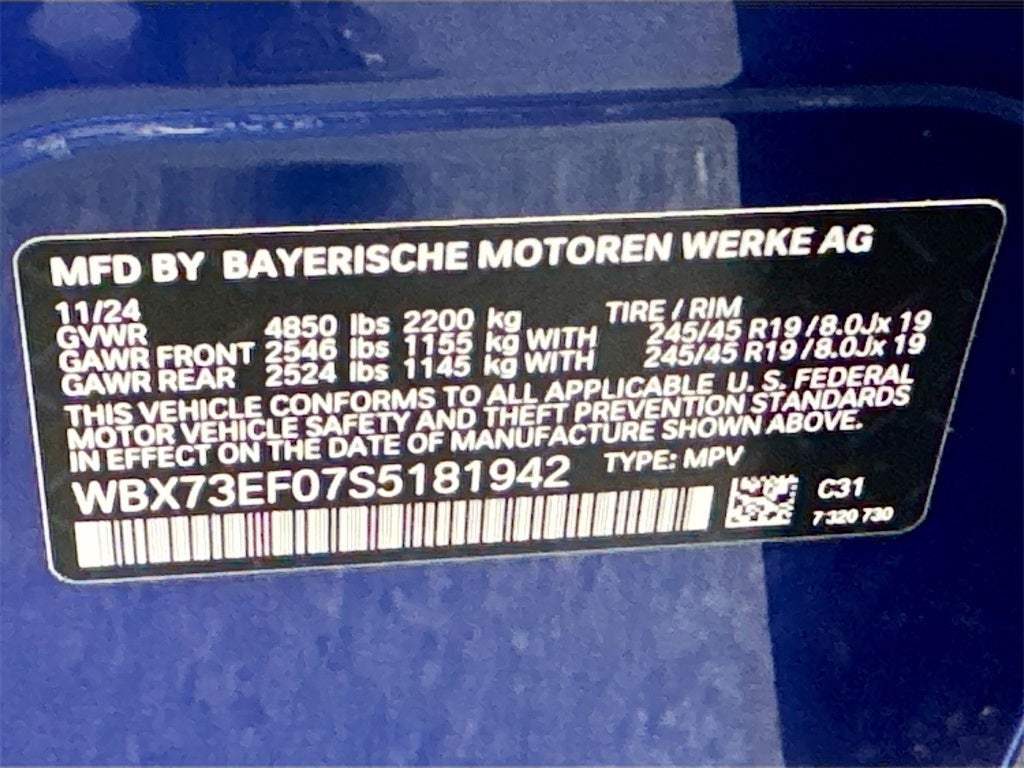 MFD BY BAYERISCHE MOTOREN WERKE AG
11/24 TIRE / RIM
GVWR 4850 lbs 2200 kg
GAWR FRONT 2546 lbs 1155 kg WITH 245/45 R19 / 8.0Jx 19
GAWR REAR 2524 lbs 1145 kg WITH 245/45 R19 / 8.0Jx 19
THIS VEHICLE CONFORMS TO ALL APPLICABLE U. S. FEDERAL
MOTOR VEHICLE SAFETY AND THEFT PREVENTION STANDARDS
IN EFFECT ON THE DATE OF MANUFACTURE SHOWN ABOVE.
WBX73EF07S5181942 TYPE: MPV
C31
7 320 730